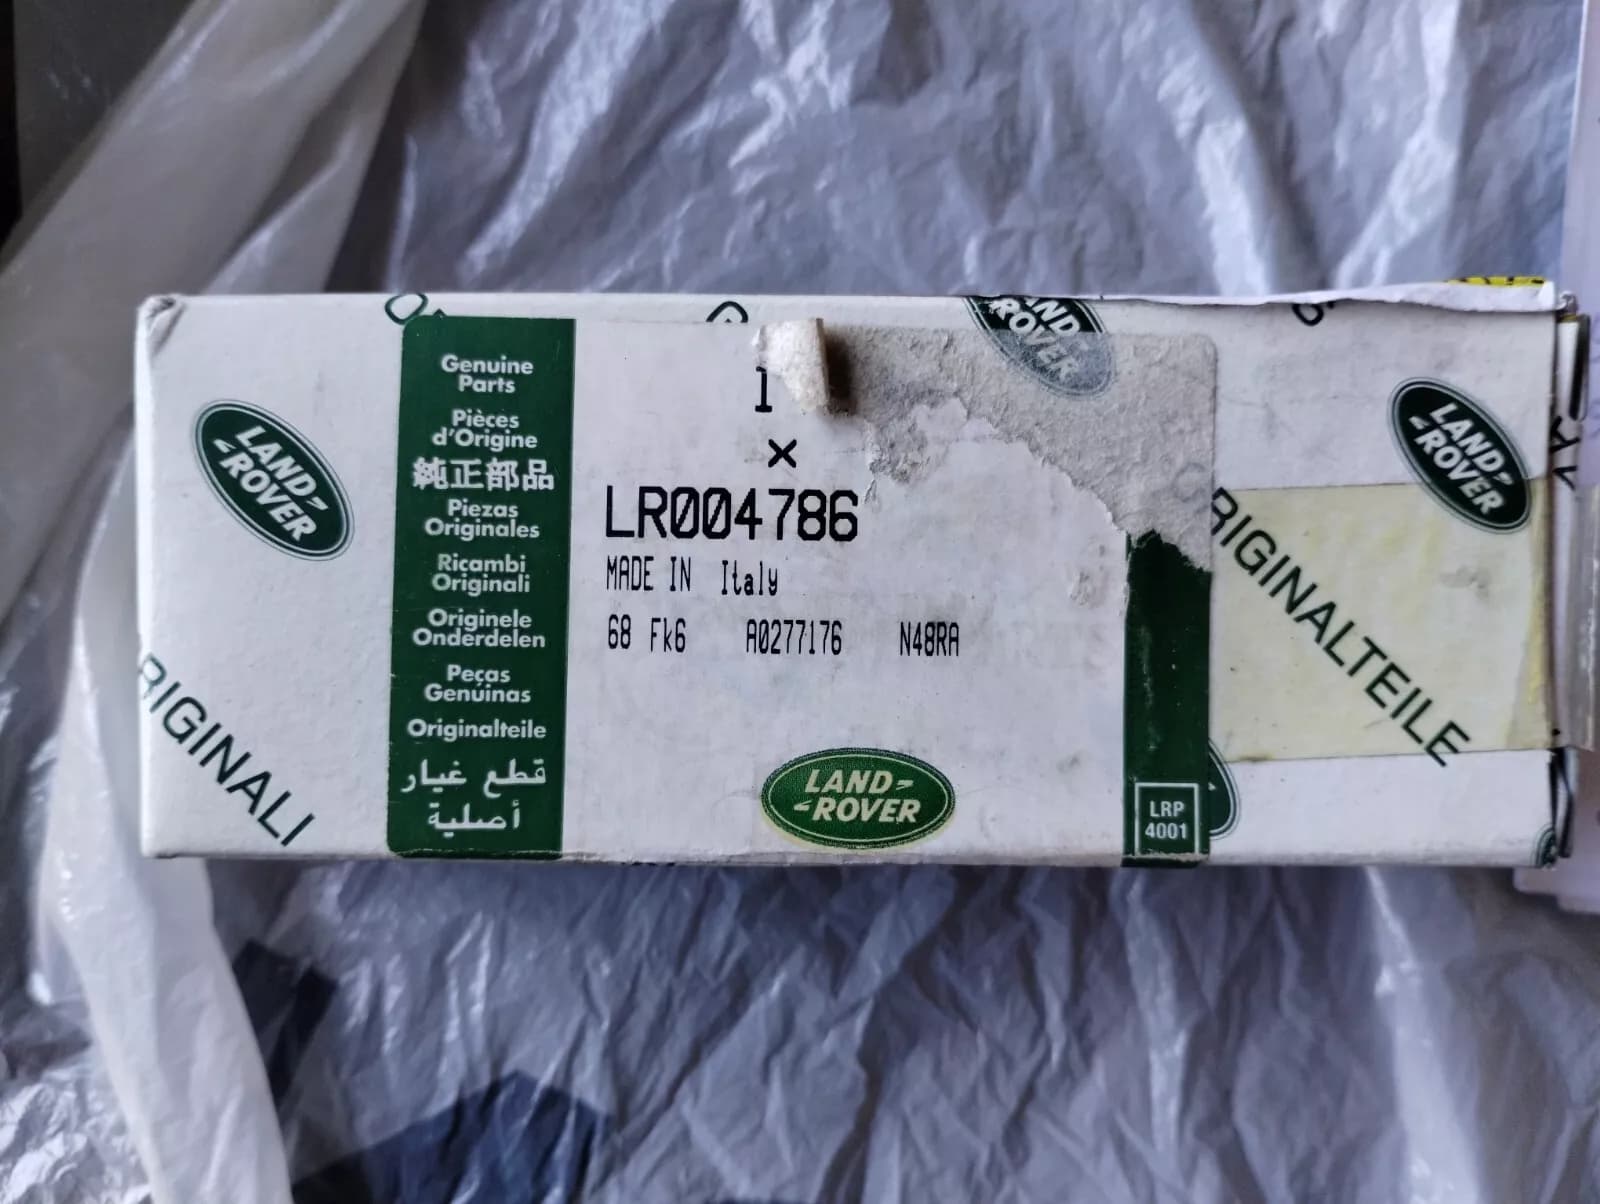 LAND-
-ROVER
RIGINALI
Genuine
Parts
Pièces
d'Origine
純正部品
Piezas
Originales
Ricambi
Originali
Originele
Onderdelen
Peças
Genuinas
Originalteile
قطع غيار
أصلية
1
×
LR004786
MADE IN Italy
68 Fk6 A0277176 N48RA
LAND-
-ROVER
LRP
4001
ROVER
RIGINALTEILE
LAND-
-ROVER